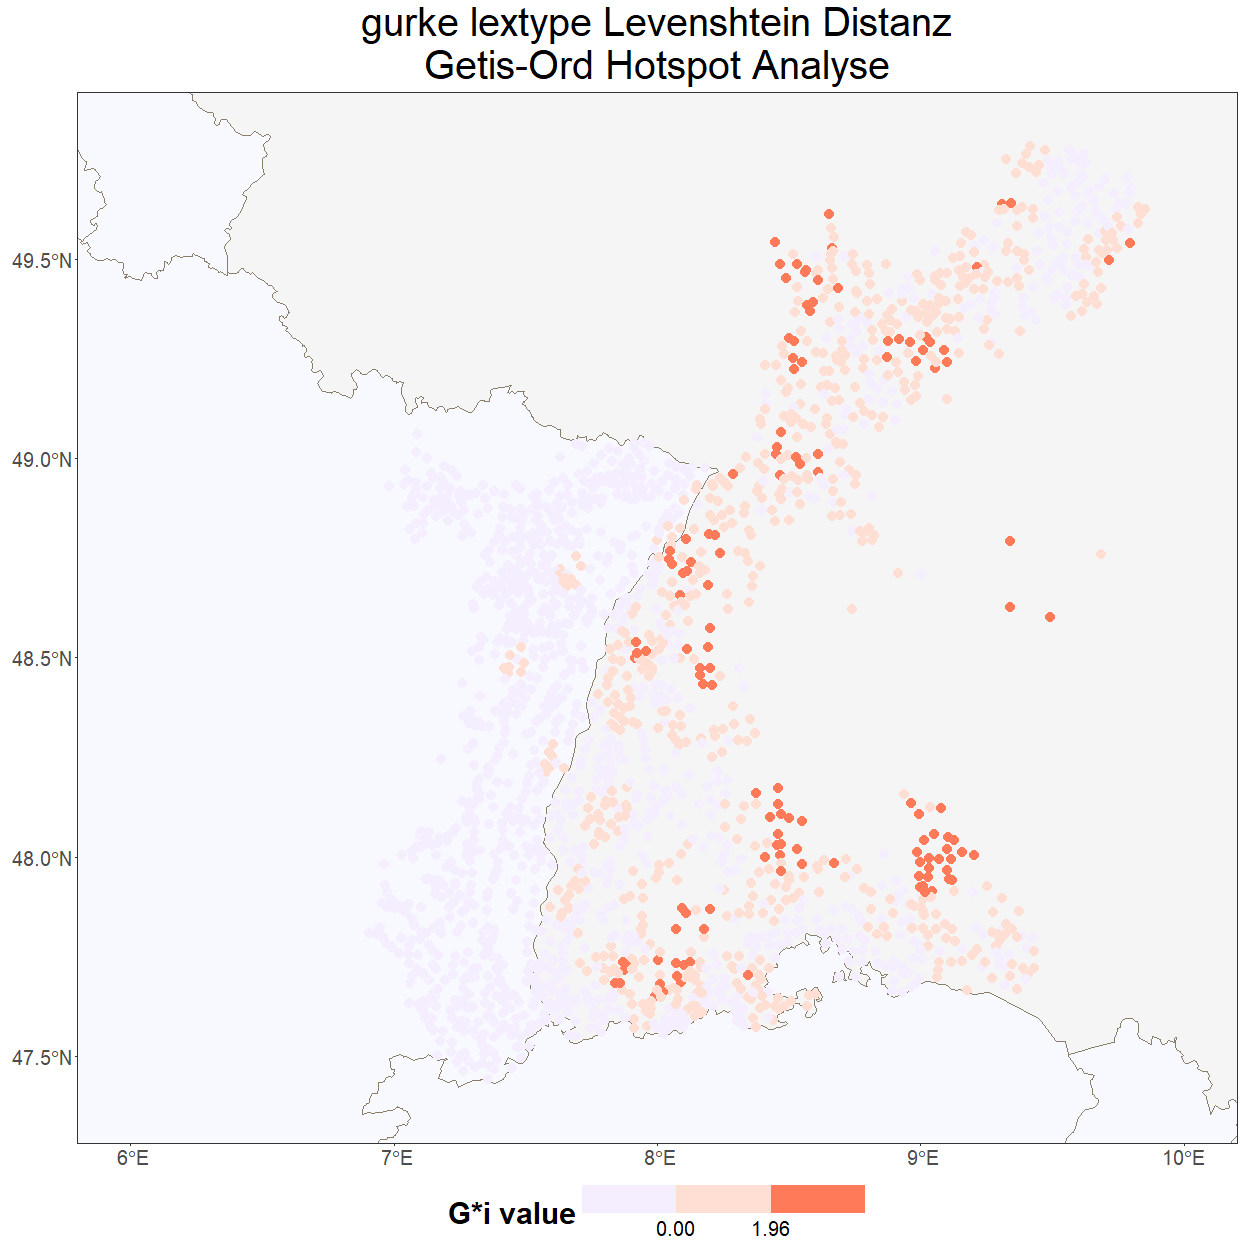 gurke lextype Levenshtein Distanz
Getis-Ord Hotspot Analyse
49.5°N
49.0°N
48.5°N
48.0°N
47.5°N
6°E 7°E 8°E 9°E 10°E
G*i value
0.00 1.96